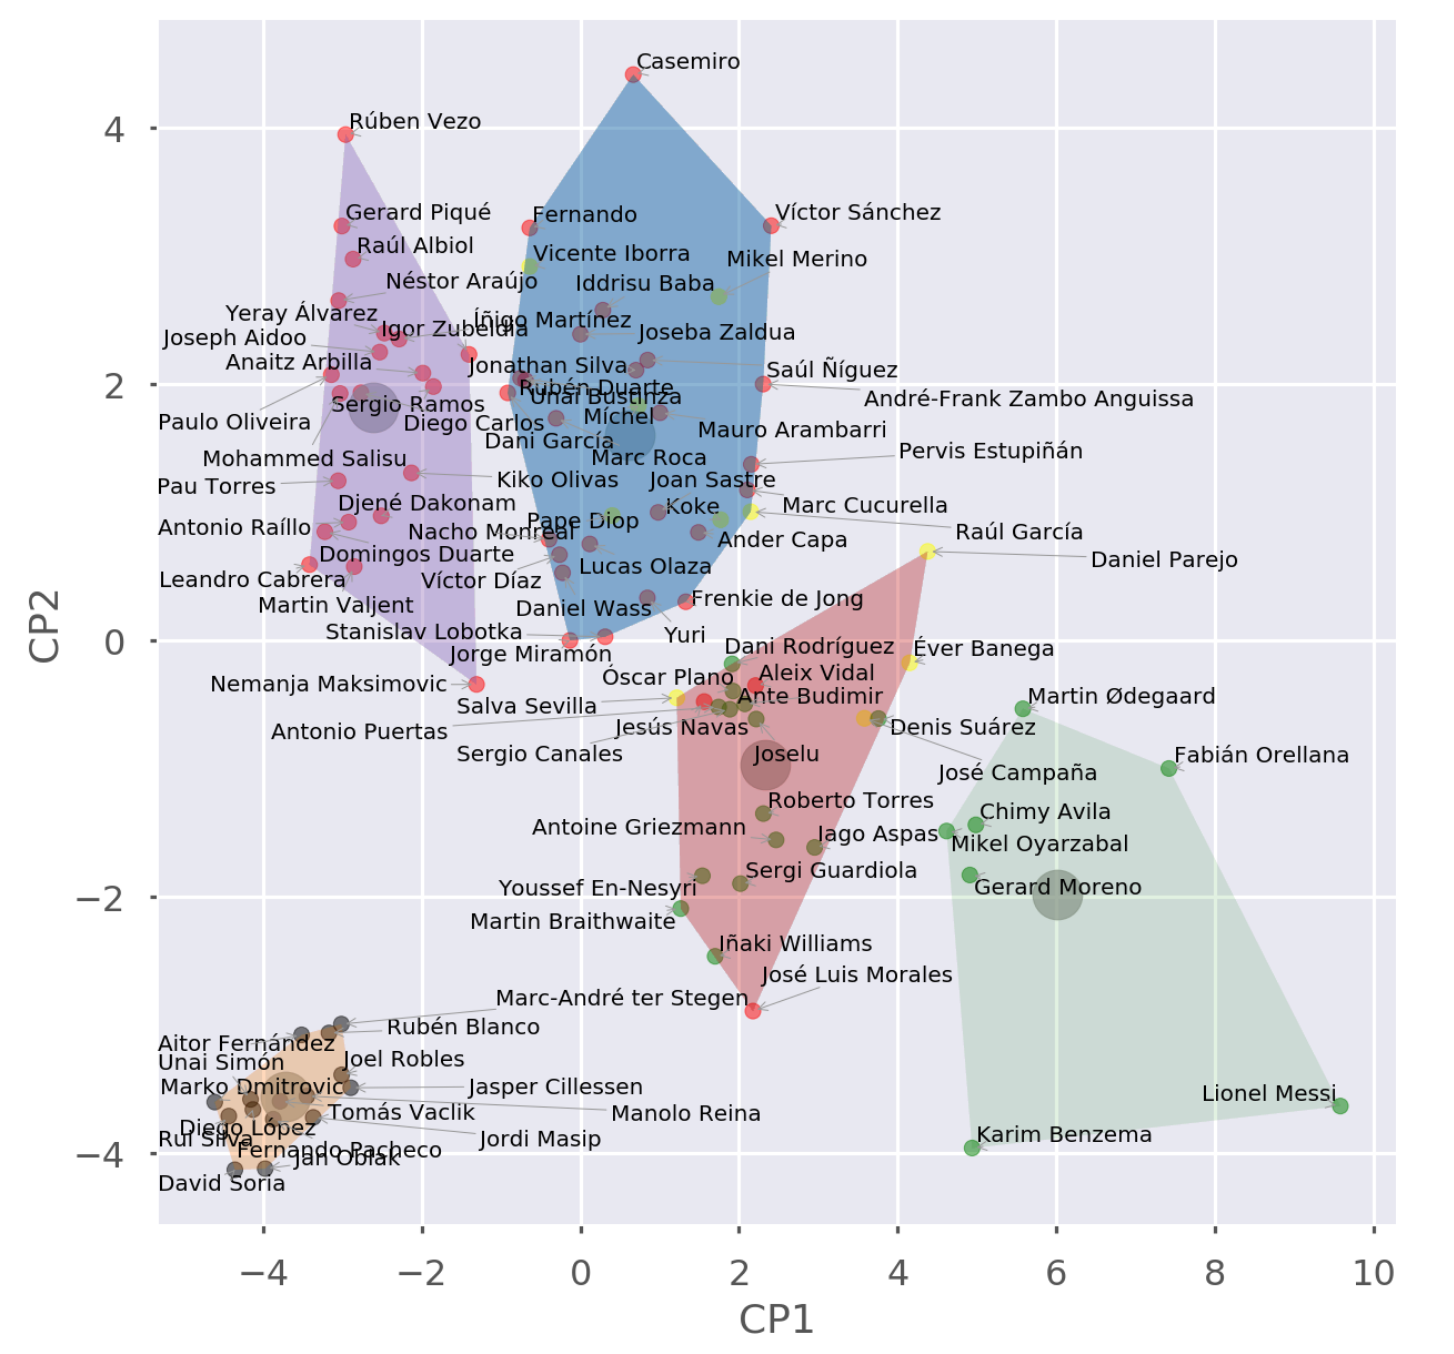 Casemiro
4
Rúben Vezo
Gerard Piqué
Fernando
Víctor Sánchez
Raúl Albiol
Vicente Iborra
Mikel Merino
Néstor Araújo
Iddrisu Baba
Yeray Álvarez
Igor Zubeldia
Íñigo Martínez
Joseba Zaldua
Joseph Aidoo
Anaitz Arbilla
Jonathan Silva
Saúl Ñíguez
2
Rubén Duarte
Unai Bustinza
André-Frank Zambo Anguissa
Sergio Ramos
Paulo Oliveira
Diego Carlos
Míchel
Mauro Arambarri
Dani García
Mohammed Salisu
Marc Roca
Pervis Estupiñán
Pau Torres
Kiko Olivas
Joan Sastre
Djené Dakonam
Koke
Marc Cucurella
Antonio Raíllo
Nacho Monreal
Pape Diop
Ander Capa
Raúl García
Domingos Duarte
Daniel Parejo
Leandro Cabrera
Víctor Díaz
Lucas Olaza
Martin Valjent
Daniel Wass
Frenkie de Jong
Stanislav Lobotka
Yuri
0
CP2
Jorge Miramón
Dani Rodríguez
Éver Banega
Nemanja Maksimovic
Óscar Plano
Aleix Vidal
Salva Sevilla
Ante Budimir
Martin Ødegaard
Antonio Puertas
Jesús Navas
Denis Suárez
Sergio Canales
Joselu
Fabián Orellana
José Campaña
Roberto Torres
Chimy Avila
Antoine Griezmann
Iago Aspas
Mikel Oyarzabal
Sergi Guardiola
Youssef En-Nesyri
Gerard Moreno
−2
Martin Braithwaite
Iñaki Williams
José Luis Morales
Marc-André ter Stegen
Rubén Blanco
Aitor Fernández
Unai Simón
Joel Robles
Marko Dmitrovic
Jasper Cillessen
Lionel Messi
Tomás Vaclik
Manolo Reina
Diego López
Rui Silva
Jordi Masip
Karim Benzema
Fernando Pacheco
Jan Oblak
−4
David Soria
−4 −2 0 2 4 6 8 10
CP1